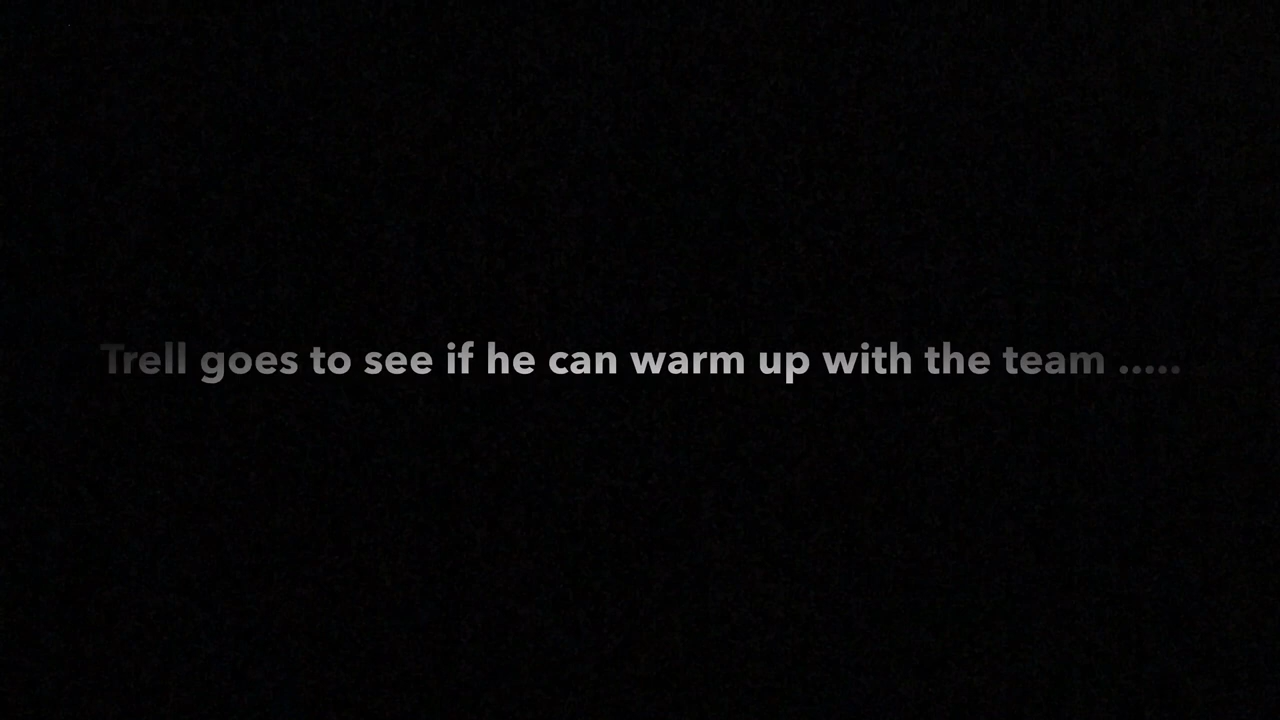 Trell goes to see if he can warm up with the team .....